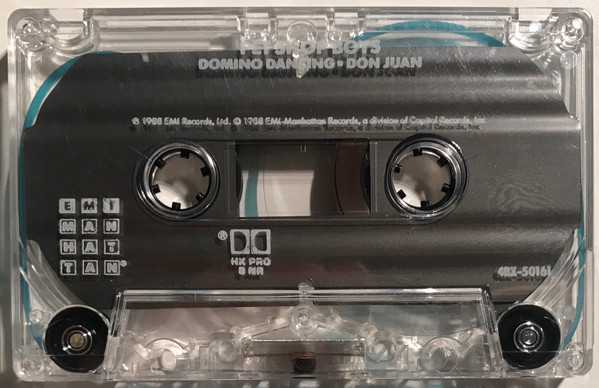 PET SHOP BOYS
DOMINO DANCING • DON JUAN
℗ 1988 EMI Records, Ltd. © 1988 EMI-Manhattan Records, a division of Capitol Records, Inc.
EMI
MAN
HAT
TAN®
®
HX PRO
B NR
4BX-50161